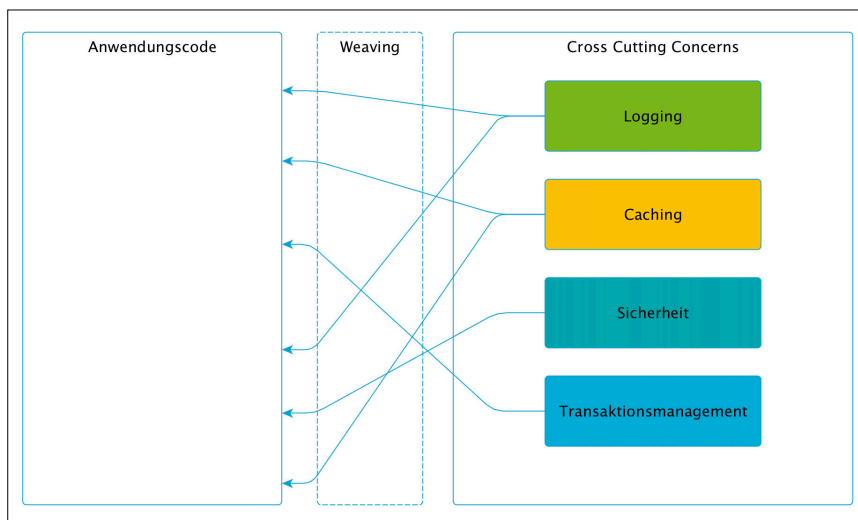 Anwendungscode
Weaving
Cross Cutting Concerns
Logging
Caching
Sicherheit
Transaktionsmanagement